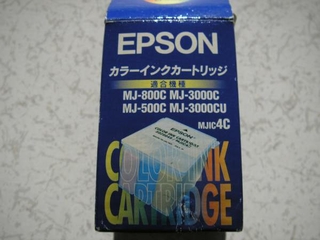 EPSON
カラーインクカートリッジ
適合機種
MJ-800C MJ-3000C
MJ-500C MJ-3000CU
MJIC4C
EPSON
COLOR INK
CARTRIDGE